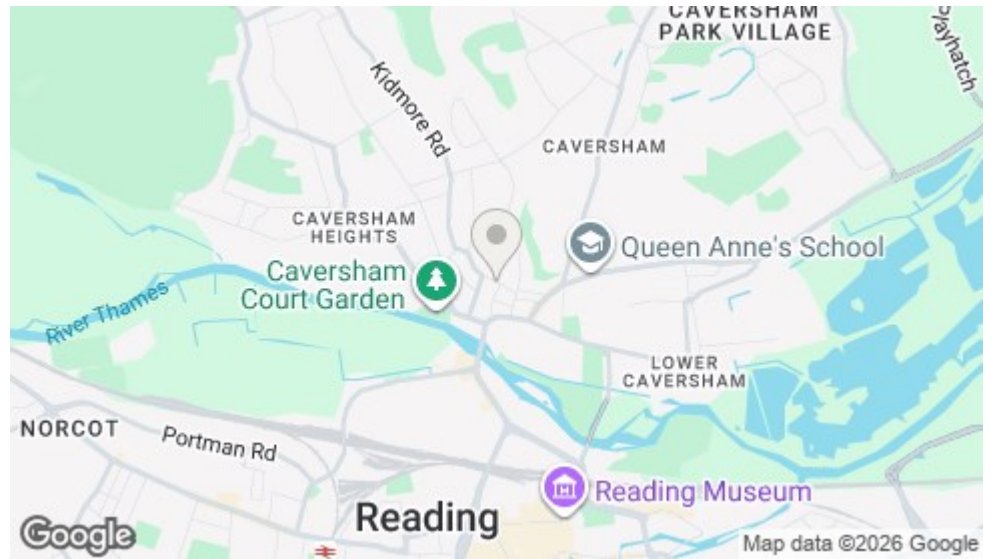 CAVERSHAM
PARK VILLAGE
Kidmore Rd
CAVERSHAM
CAVERSHAM
HEIGHTS
Queen Anne's School
Caversham
Court Garden
River Thames
LOWER
CAVERSHAM
NORCOT
Portman Rd
Reading Museum
Reading
Google
Map data ©2026 Google